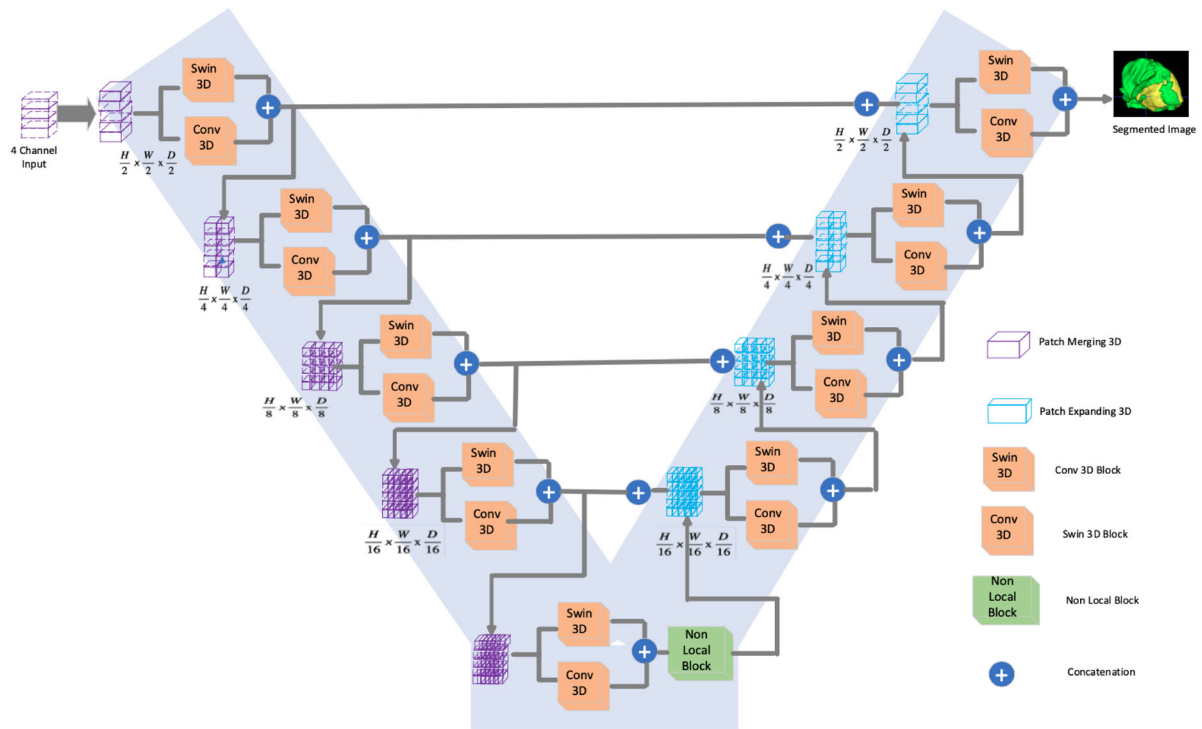 Swin
3D
Conv
3D
4 Channel
Input
H/2 x W/2 x D/2
Swin
3D
Conv
3D
H/2 x W/2 x D/2
Segmented Image
Swin
3D
Conv
3D
H/4 x W/4 x D/4
Swin
3D
Conv
3D
H/4 x W/4 x D/4
Swin
3D
Conv
3D
H/8 x W/8 x D/8
Swin
3D
Conv
3D
H/8 x W/8 x D/8
Swin
3D
Conv
3D
H/16 x W/16 x D/16
Swin
3D
Conv
3D
H/16 x W/16 x D/16
Swin
3D
Conv
3D
Non
Local
Block
Patch Merging 3D
Patch Expanding 3D
Swin
3D
Conv 3D Block
Conv
3D
Swin 3D Block
Non
Local
Block
Non Local Block
Concatenation